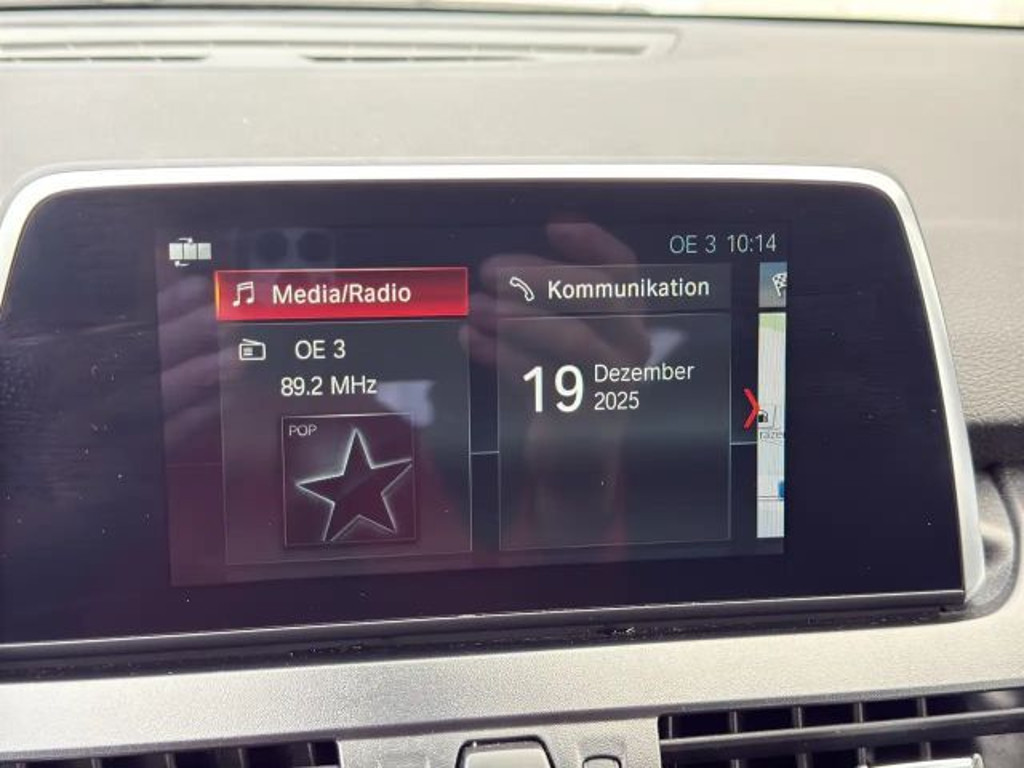 OE 3 10:14
Media/Radio
Kommunikation
OE 3
89.2 MHz
19 Dezember
2025
POP